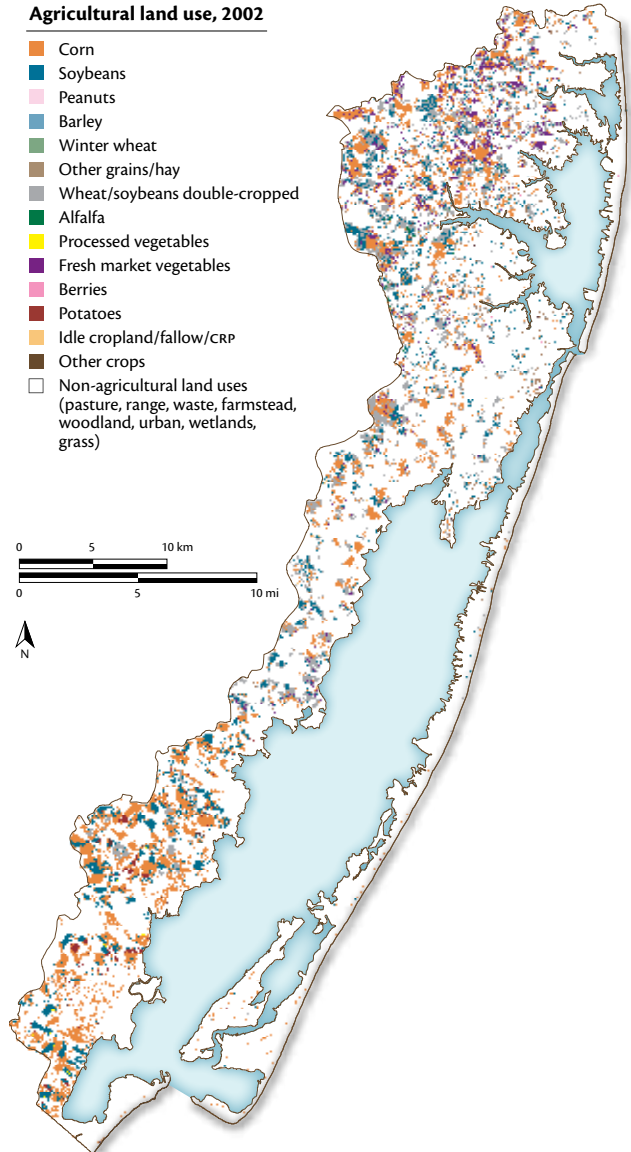 Agricultural land use, 2002
Corn
Soybeans
Peanuts
Barley
Winter wheat
Other grains/hay
Wheat/soybeans double-cropped
Alfalfa
Processed vegetables
Fresh market vegetables
Berries
Potatoes
Idle cropland/fallow/CRP
Other crops
Non-agricultural land uses
(pasture, range, waste, farmstead,
woodland, urban, wetlands,
grass)
0 5 10 km
0 5 10 mi
N